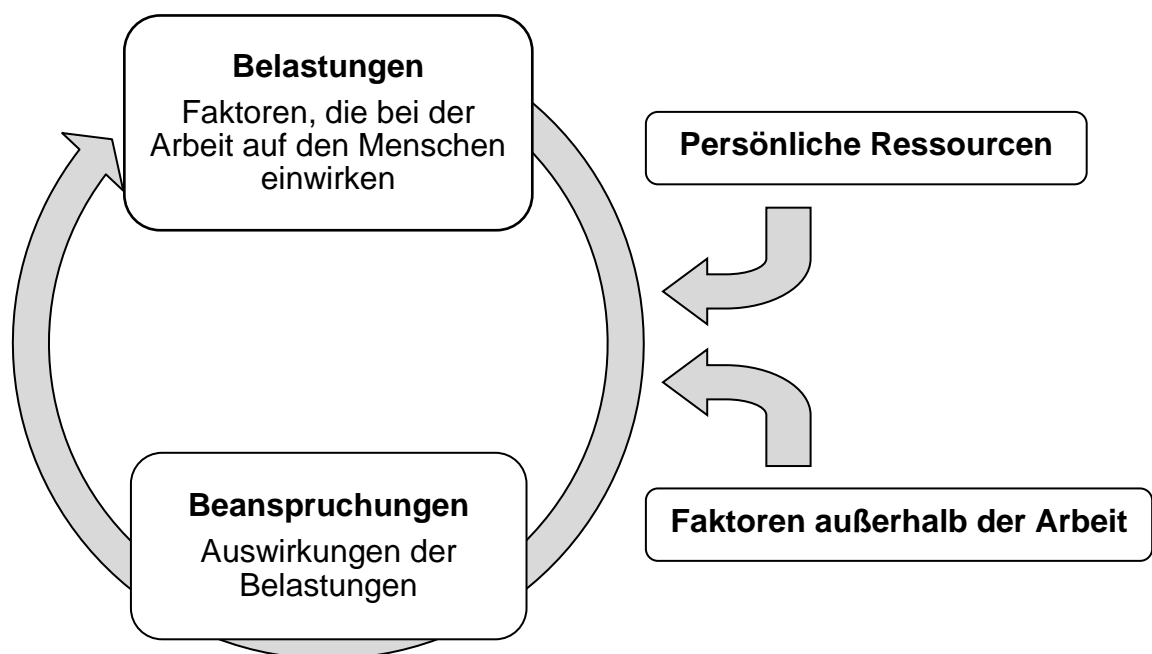 Belastungen
Faktoren, die bei der
Arbeit auf den Menschen
einwirken
Persönliche Ressourcen
Beanspruchungen
Auswirkungen der
Belastungen
Faktoren außerhalb der Arbeit